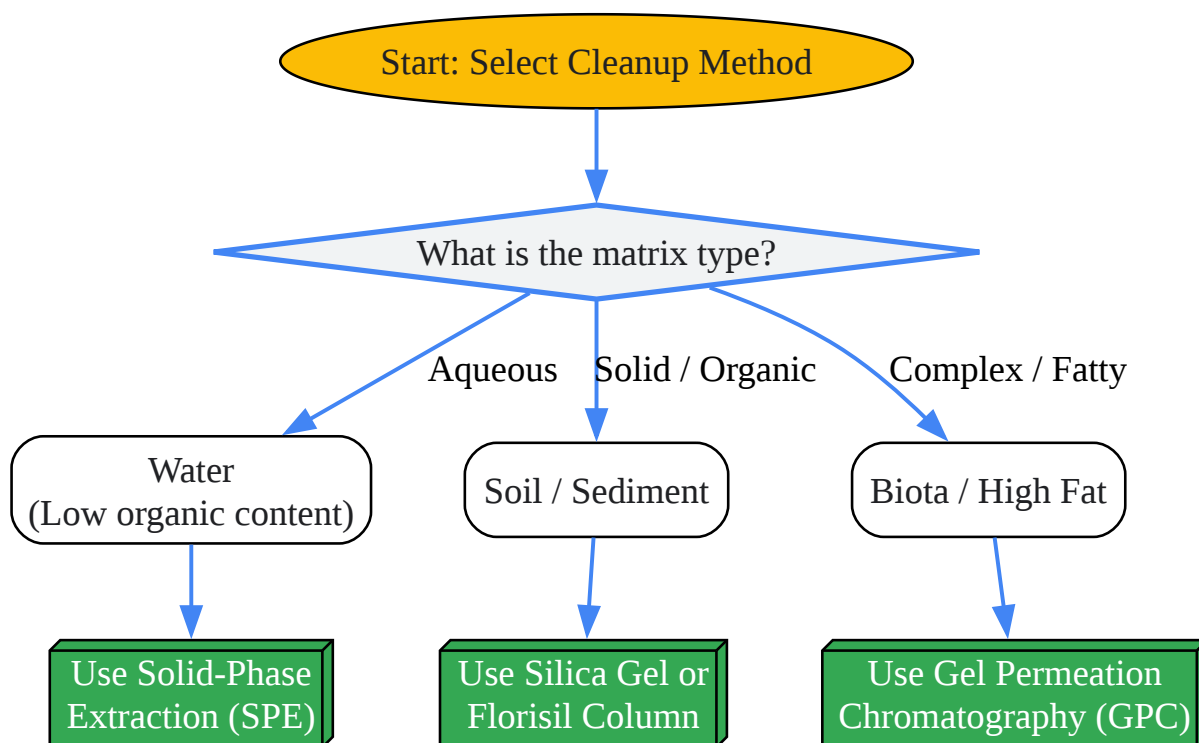 Start: Select Cleanup Method
What is the matrix type?
Aqueous
Solid / Organic
Complex / Fatty
Water
(Low organic content)
Soil / Sediment
Biota / High Fat
Use Solid-Phase
Extraction (SPE)
Use Silica Gel or
Florisil Column
Use Gel Permeation
Chromatography (GPC)